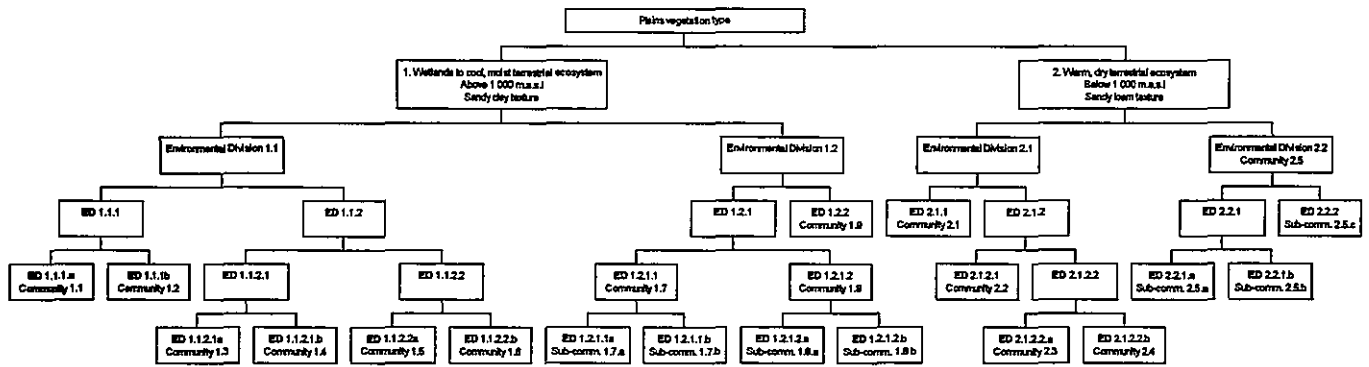 Plains vegetation type
1. Wetlands to cool, moist terrestrial ecosystem
Above 1 000 m.a.s.l
Sandy clay texture
2. Warm, dry terrestrial ecosystem
Below 1 000 m.a.s.l
Sandy loam texture
Environmental Division 1.1
Environmental Division 1.2
Environmental Division 2.1
Environmental Division 2.2
Community 2.5
ED 1.1.1
ED 1.1.2
ED 1.2.1
ED 1.2.2
Community 1.9
ED 2.1.1
Community 2.1
ED 2.1.2
ED 2.2.1
ED 2.2.2
Sub-comm. 2.5.c
ED 1.1.1.a
Community 1.1
ED 1.1.1b
Community 1.2
ED 1.1.2.1
ED 1.1.2.2
ED 1.2.1.1
Community 1.7
ED 1.2.1.2
Community
ED 2.1.2.1
Community 2.2
ED 2.1.2.2
ED 2.2.1.a
Sub-comm. 2.5.a
ED 2.2.1.b
Sub-comm. 2.5.b
ED 1.1.2.1a
Community 1.3
ED 1.1.2.1.b
Community 1.4
ED 1.1.2.2a
Community 1.5
ED 1.1.2.2.b
Community 1.6
ED 1.2.1.1a
Sub-comm. 1.7.a
ED 1.2.1.1b
Sub-comm. 1.7.b
ED 1.2.1.2.a
Sub-comm. 1.8.a
ED 1.2.1.2b
Sub-comm. 1.8 b
ED 2.1.2.2.a
Community 2.3
ED 2.1.2.2b
Community 2.4